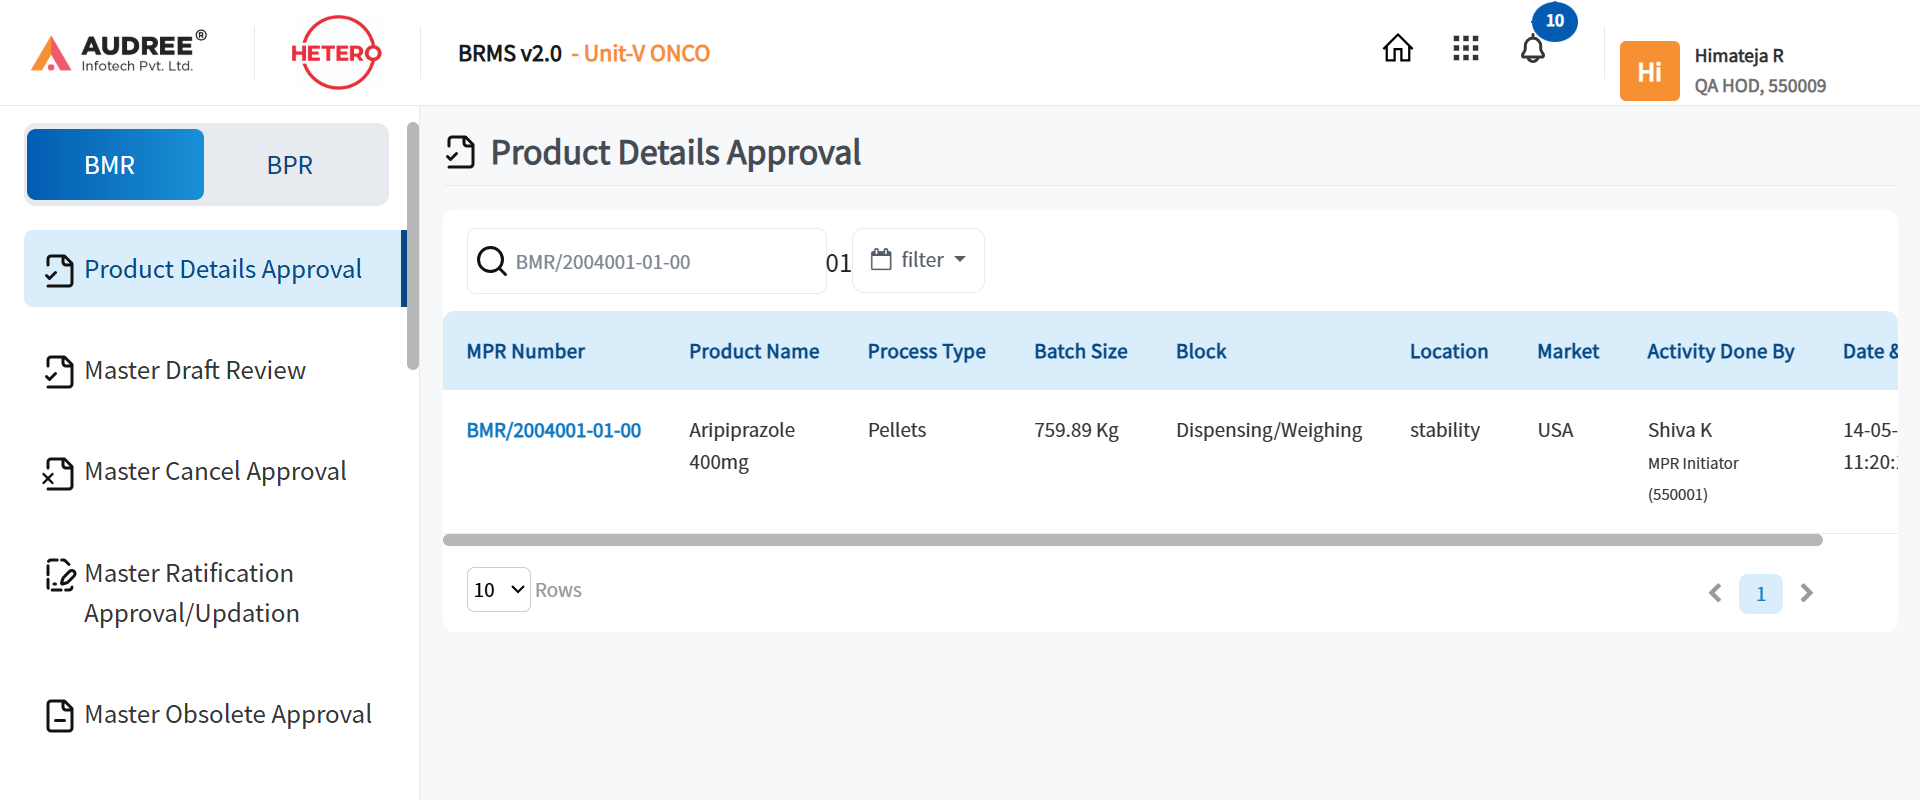 AUDREE®
Infotech Pvt. Ltd.
HETERO
BRMS v2.0 - Unit-V ONCO
10
Hi
Himateja R
QA HOD, 550009
BMR
BPR
Product Details Approval
Master Draft Review
Master Cancel Approval
Master Ratification
Approval/Updation
Master Obsolete Approval
Product Details Approval
BMR/2004001-01-00
01
filter
MPR Number Product Name Process Type Batch Size Block Location Market Activity Done By Date &
BMR/2004001-01-00 Aripiprazole Pellets 759.89 Kg Dispensing/Weighing stability USA Shiva K 14-05-
400mg MPR Initiator 11:20:
(550001)
10 Rows
1